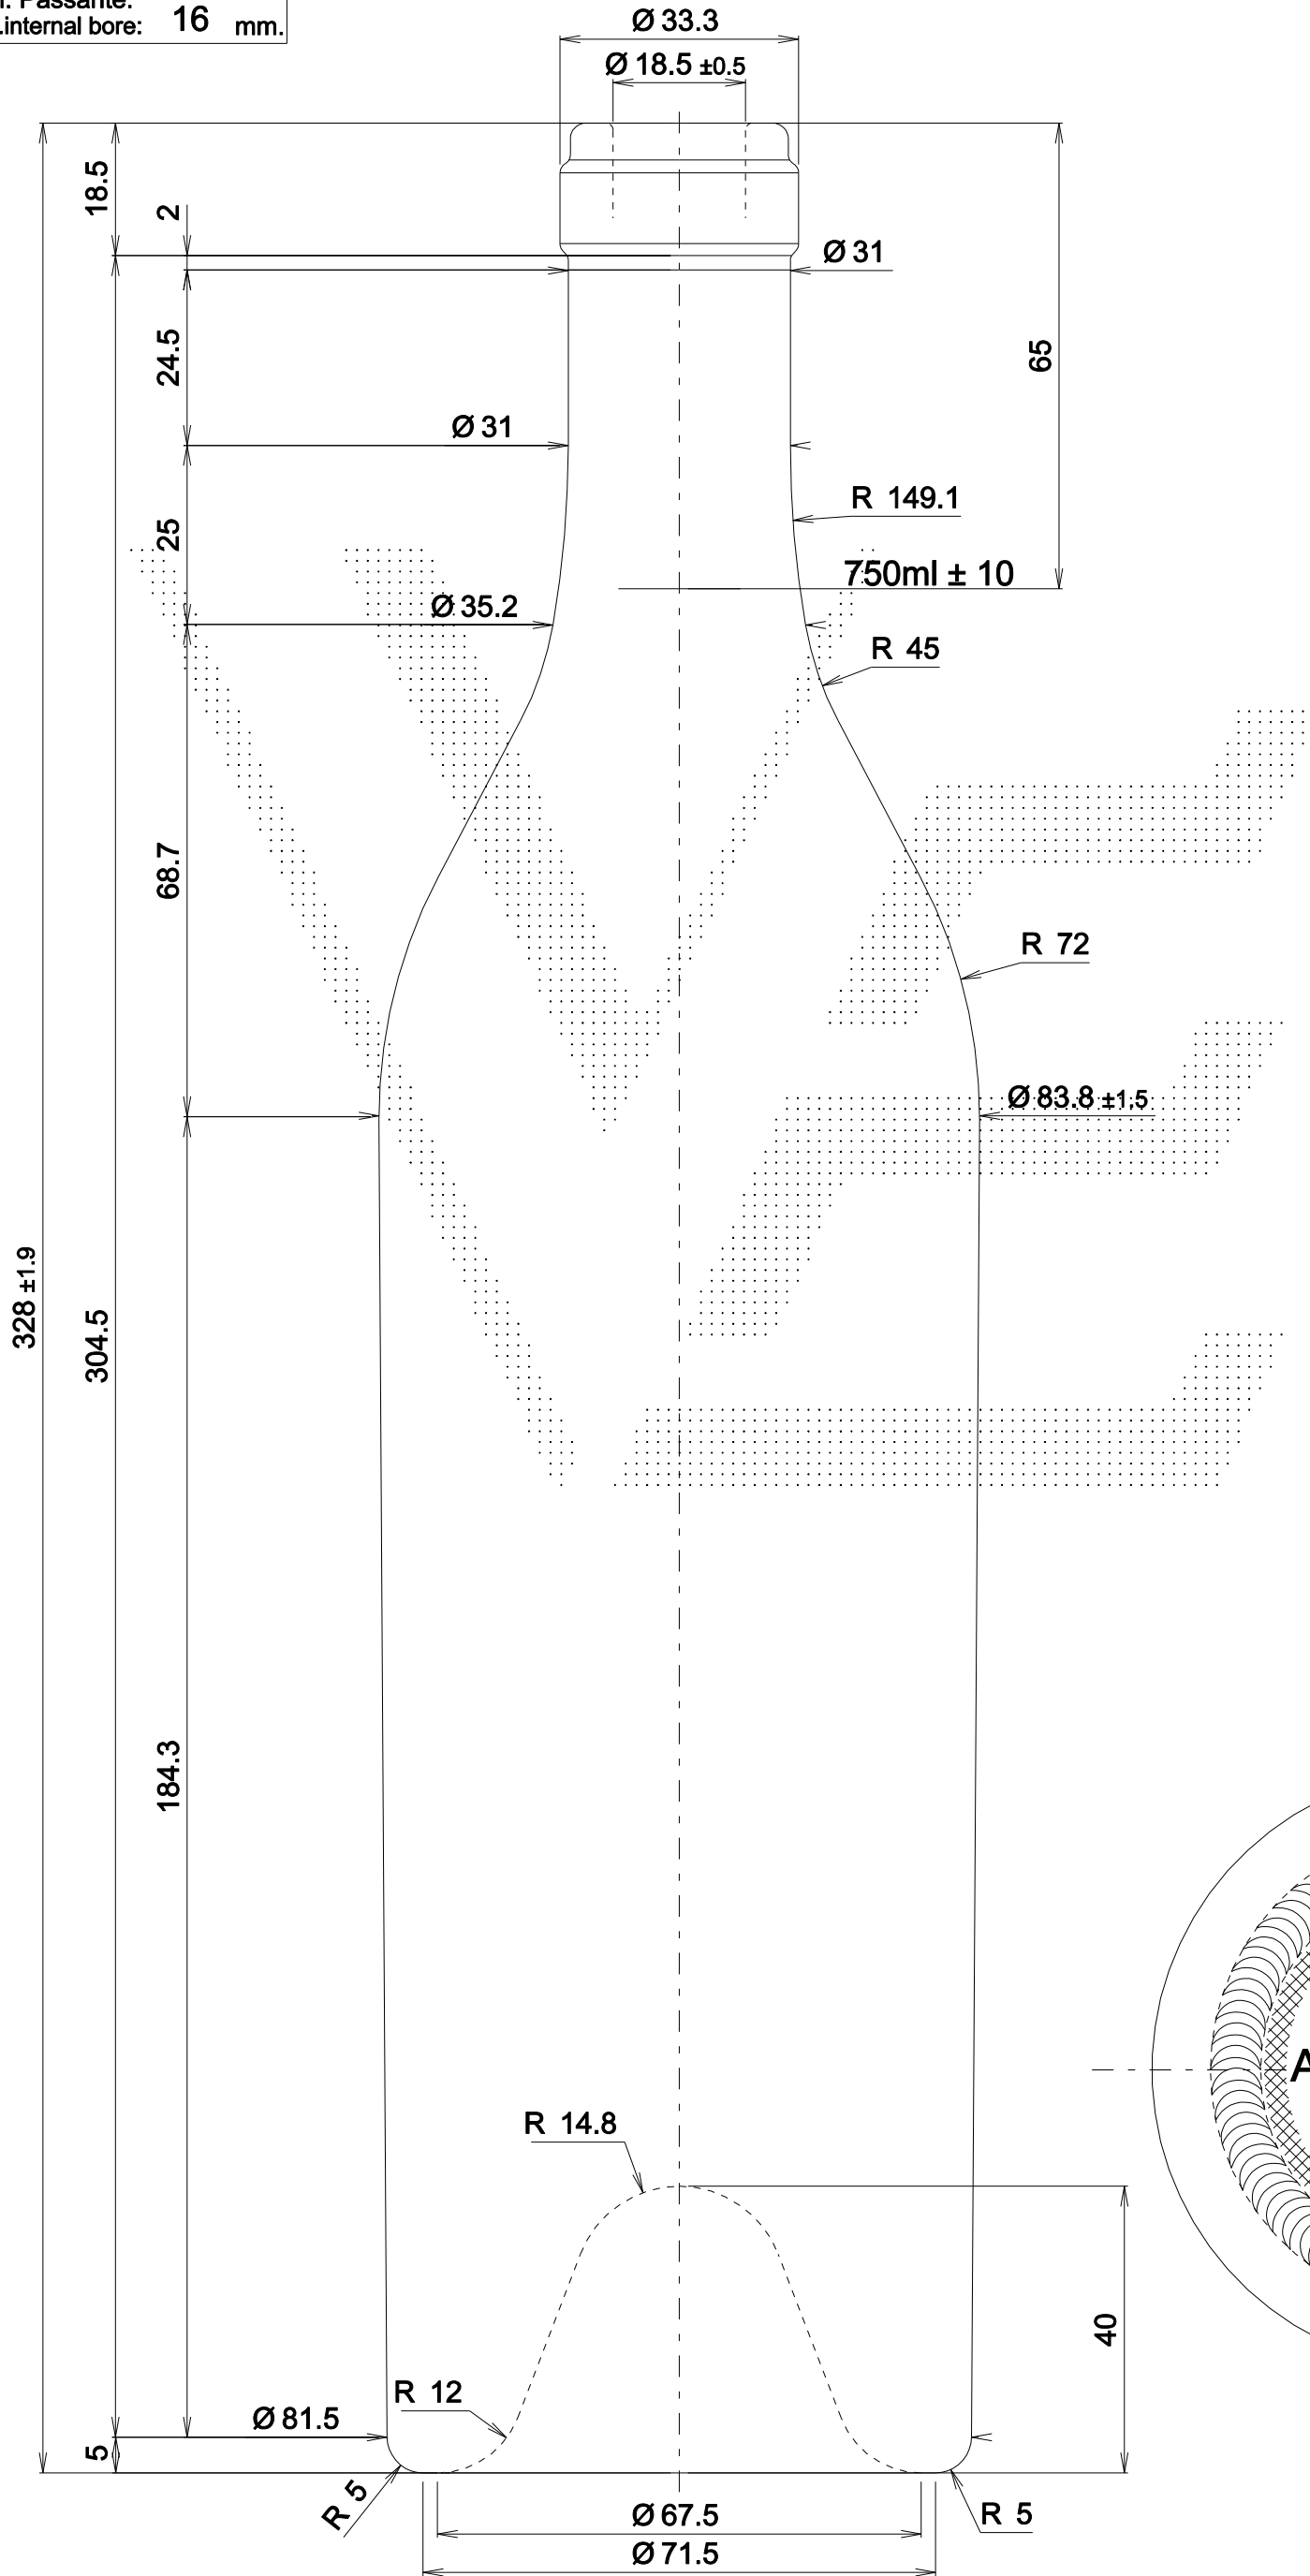 Passante:
internal bore: 16 mm.
Ø 33.3
Ø 18.5 ±0.5
18.5
2
Ø 31
24.5
65
Ø 31
R 149.1
25
750ml ± 10
Ø 35.2
R 45
68.7
R 72
Ø 83.8 ±1.5
328 ±1.9
304.5
184.3
A
R 14.8
40
R 12
Ø 81.5
5
R 5
R 5
Ø 67.5
Ø 71.5